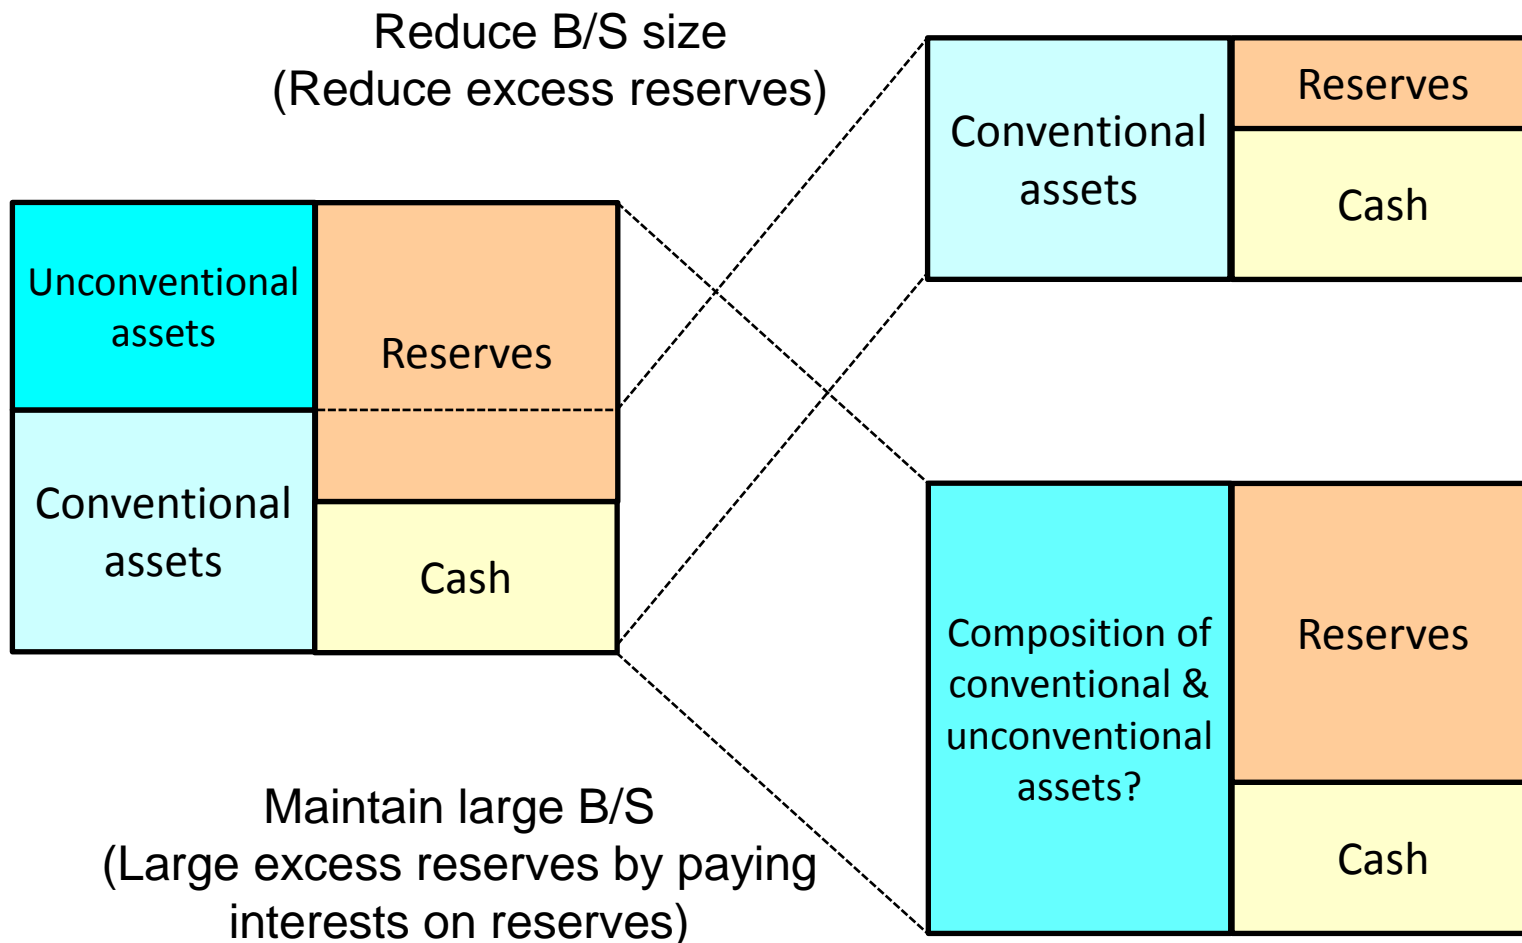 Reduce B/S size
(Reduce excess reserves)
Unconventional
assets
Reserves
Conventional
assets
Cash
Conventional
assets
Reserves
Cash
Composition of
conventional &
unconventional
assets?
Reserves
Cash
Maintain large B/S
(Large excess reserves by paying
interests on reserves)